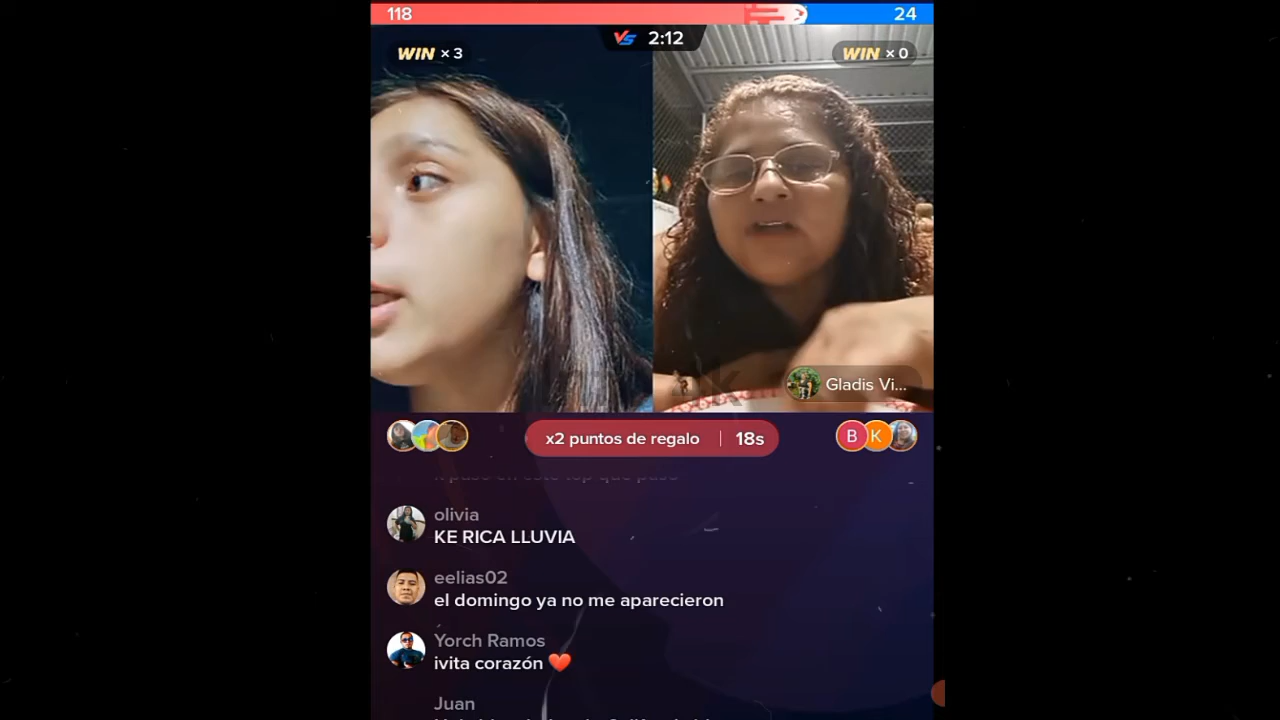 118
24
VS 2:12
WIN × 3
WIN × 0
Gladis Vi...
x2 puntos de regalo | 18s
B
K
olivia
KE RICA LLUVIA
eelias02
el domingo ya no me aparecieron
Yorch Ramos
ivita corazón ❤️
Juan